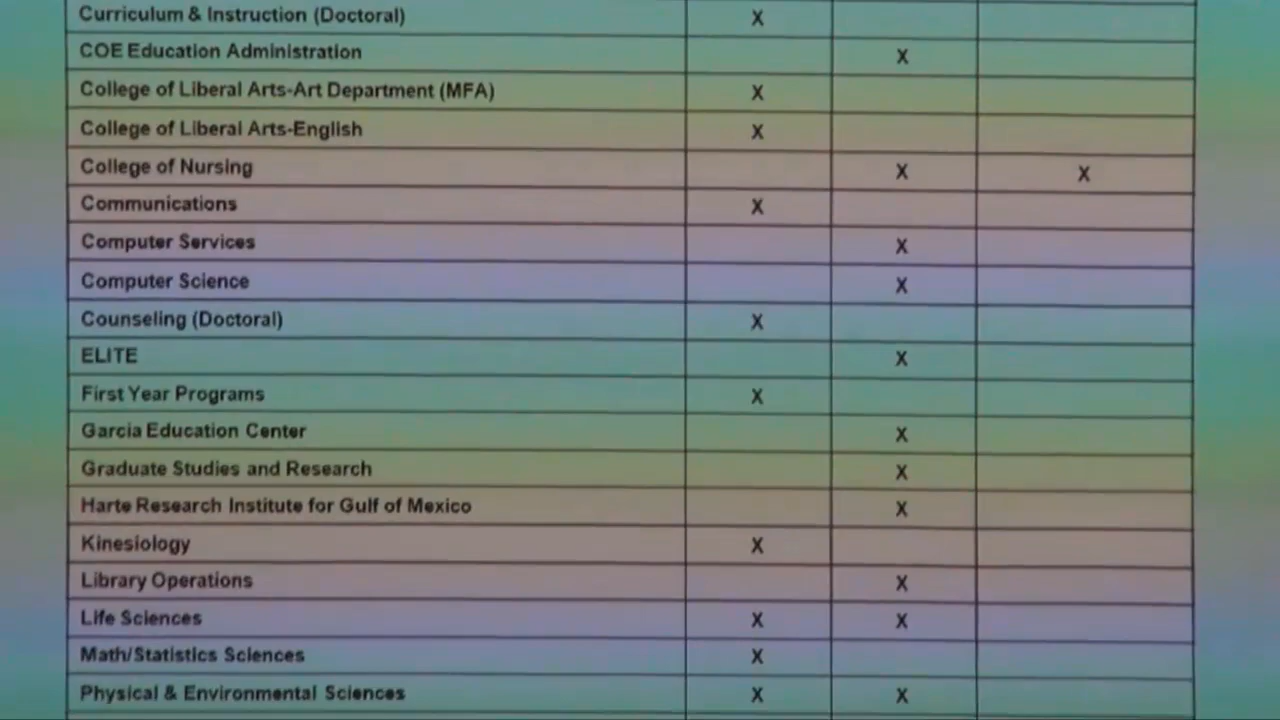 Curriculum & Instruction (Doctoral) X
COE Education Administration X
College of Liberal Arts-Art Department (MFA) X
College of Liberal Arts-English X
College of Nursing X X
Communications X
Computer Services X
Computer Science X
Counseling (Doctoral) X
ELITE X
First Year Programs X
Garcia Education Center X
Graduate Studies and Research X
Harte Research Institute for Gulf of Mexico X
Kinesiology X
Library Operations X
Life Sciences X X
Math/Statistics Sciences X
Physical & Environmental Sciences X X